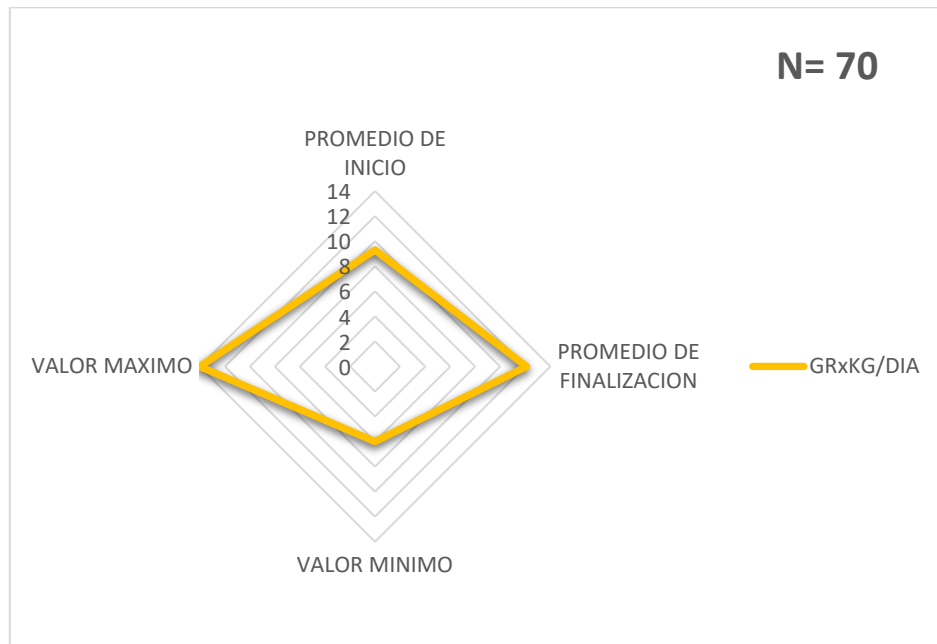 N= 70
PROMEDIO DE
INICIO
14
12
10
8
6
4
2
0
VALOR MAXIMO
PROMEDIO DE
FINALIZACION
GRxKG/DIA
VALOR MINIMO